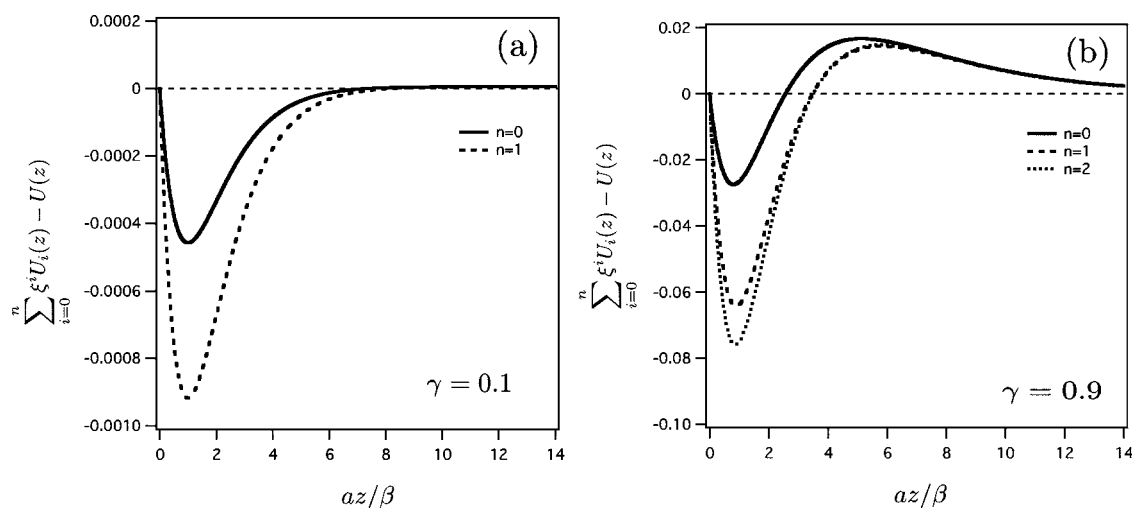 (a)
0.0002
0
-0.0002
-0.0004
-0.0006
-0.0008
-0.0010
n=0
n=1
γ = 0.1
0 2 4 6 8 10 12 14
az/β
n∑i=0 ξ^i U_i(z) − U(z)
(b)
0.02
0
-0.02
-0.04
-0.06
-0.08
-0.10
n=0
n=1
n=2
γ = 0.9
0 2 4 6 8 10 12 14
az/β
n∑i=0 ξ^i U_i(z) − U(z)